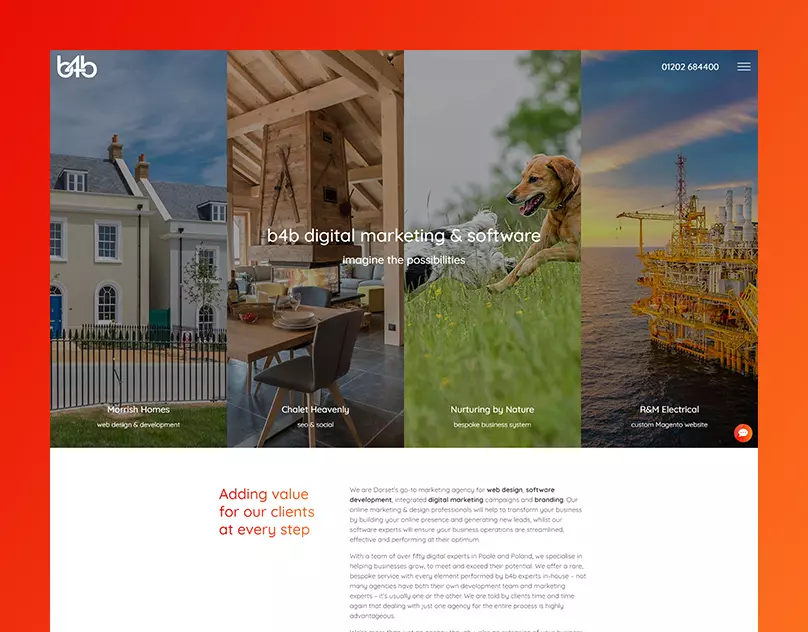 b4b
01202 684400
b4b digital marketing & software
imagine the possibilities
Morrish Homes
web design & development
Chalet Heavenly
seo & social
Nurturing by Nature
bespoke business system
R&M Electrical
custom Magento website
Adding value
for our clients
at every step
We are Dorset's go-to marketing agency for web design, software
development, integrated digital marketing campaigns and branding. Our
online marketing & design professionals will help to transform your business
by building your online presence and generating new leads, whilst our
software experts will ensure your business operations are streamlined,
effective and performing at their optimum.
With a team of over fifty digital experts in Poole and Poland, we specialise in
helping businesses grow, to meet and exceed their potential. We offer a rare,
bespoke service with every element performed by b4b experts in-house – not
many agencies have both their own development team and marketing
experts – it's usually one or the other. We are told by clients time and time
again that dealing with just one agency for the entire process is highly
advantageous.